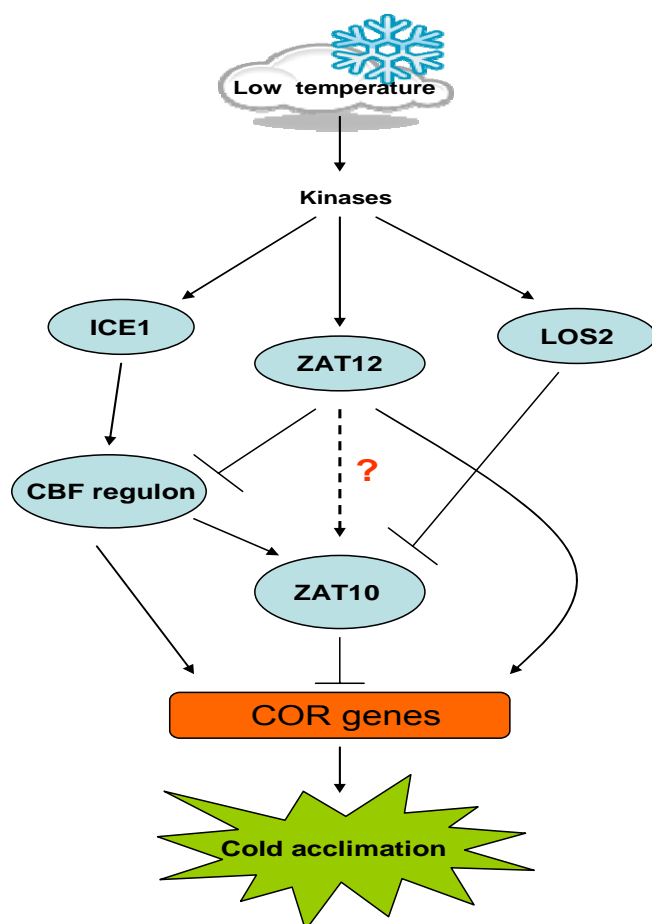 Low temperature
Kinases
ICE1
ZAT12
LOS2
?
CBF regulon
ZAT10
COR genes
Cold acclimation